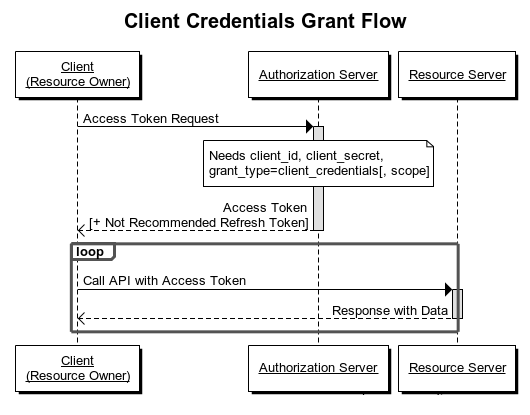 Client Credentials Grant Flow
Client
(Resource Owner)
Authorization Server
Resource Server
Access Token Request
Needs client_id, client_secret,
grant_type=client_credentials[, scope]
Access Token
[+ Not Recommended Refresh Token]
loop
Call API with Access Token
Response with Data
Client
(Resource Owner)
Authorization Server
Resource Server